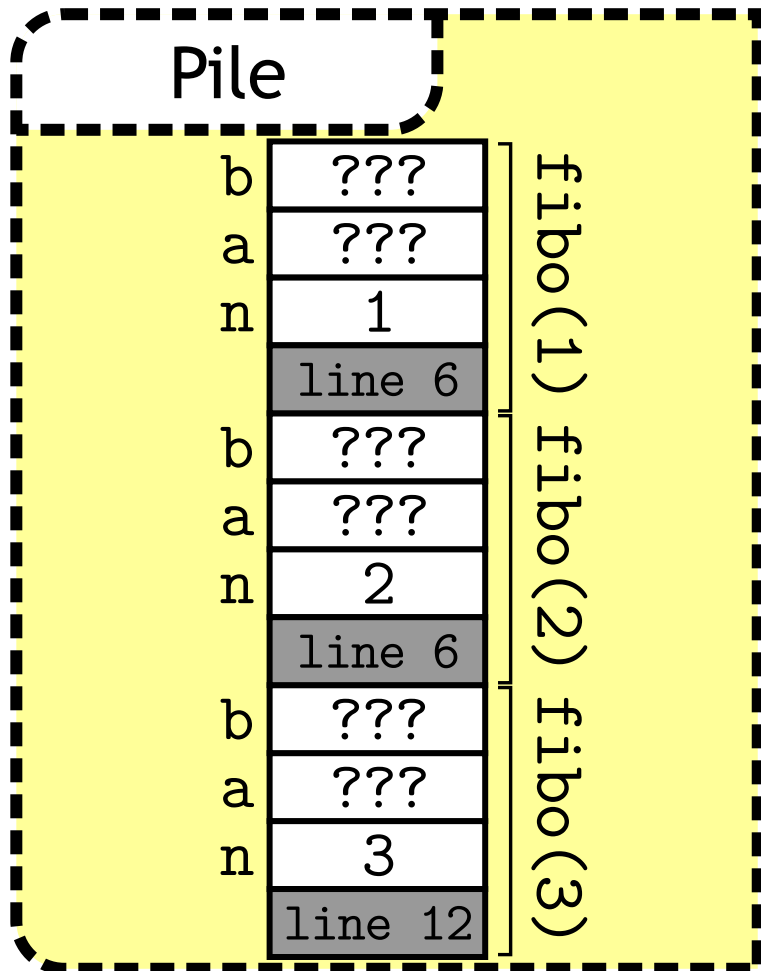 Pile
b ???
a ???
n 1
line 6
fibo(1)
b ???
a ???
n 2
line 6
fibo(2)
b ???
a ???
n 3
line 12
fibo(3)